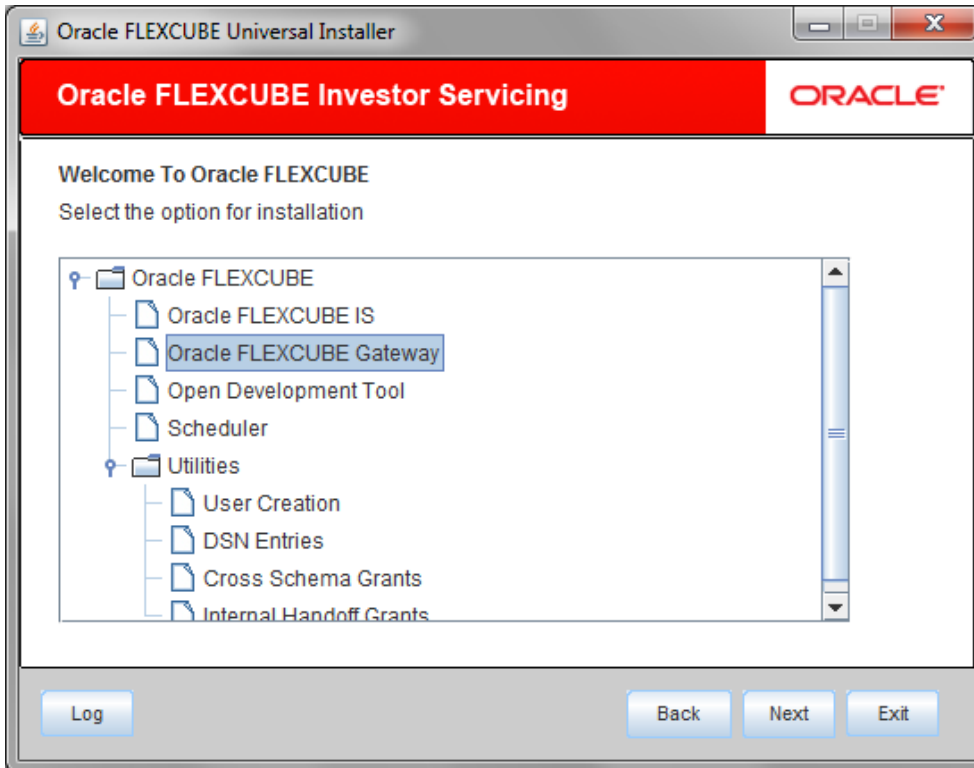 Oracle FLEXCUBE Universal Installer
Oracle FLEXCUBE Investor Servicing
ORACLE
Welcome To Oracle FLEXCUBE
Select the option for installation
Oracle FLEXCUBE
Oracle FLEXCUBE IS
Oracle FLEXCUBE Gateway
Open Development Tool
Scheduler
Utilities
User Creation
DSN Entries
Cross Schema Grants
Internal Handoff Grants
Log Back Next Exit